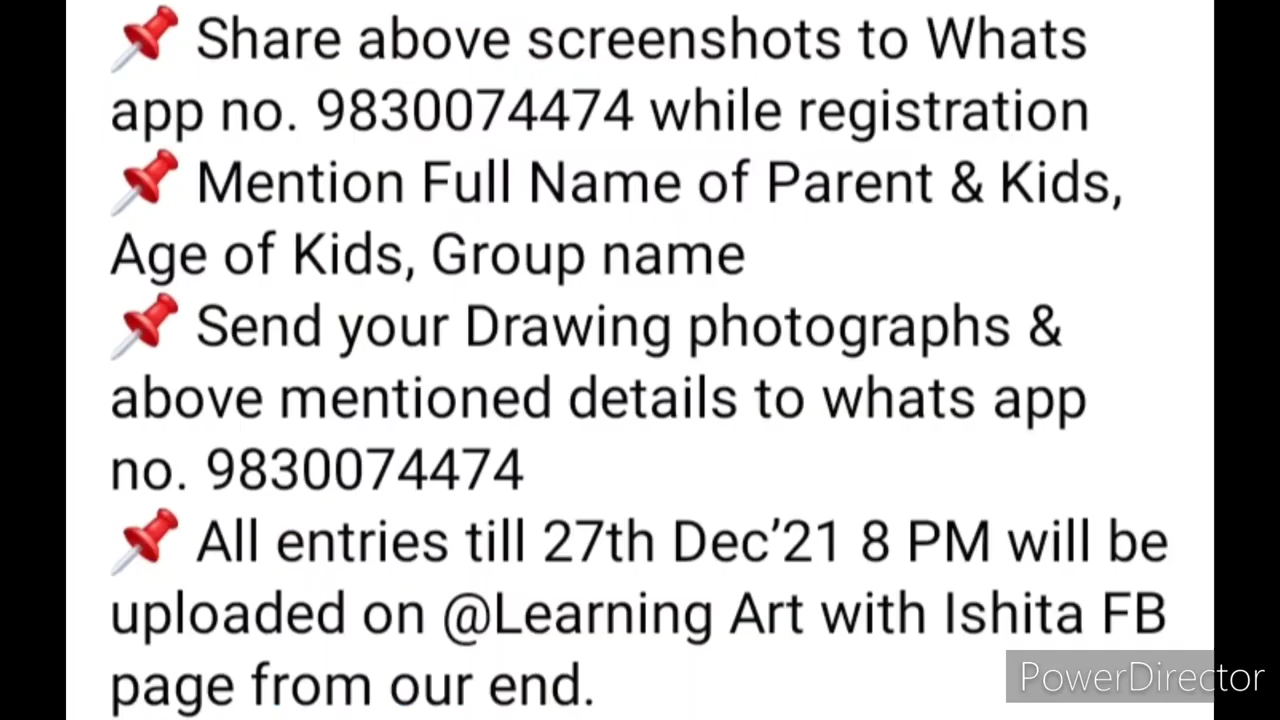 📌 Share above screenshots to Whats
app no. 9830074474 while registration
📌 Mention Full Name of Parent & Kids,
Age of Kids, Group name
📌 Send your Drawing photographs &
above mentioned details to whats app
no. 9830074474
📌 All entries till 27th Dec’21 8 PM will be
uploaded on @Learning Art with Ishita FB
page from our end.
PowerDirector